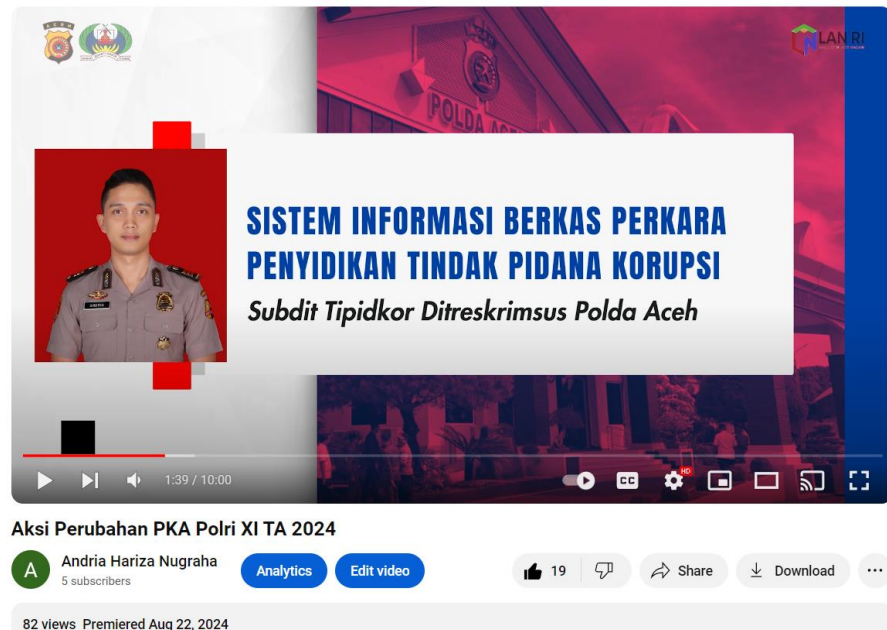 ACEH
LAN RI
POLDA ACEH
SISTEM INFORMASI BERKAS PERKARA
PENYIDIKAN TINDAK PIDANA KORUPSI
Subdit Tipidkor Ditreskrimsus Polda Aceh
1:39 / 10:00
CC
HD
Aksi Perubahan PKA Polri XI TA 2024
A
Andria Hariza Nugraha
5 subscribers
Analytics
Edit video
19
Share
Download
82 views Premiered Aug 22, 2024